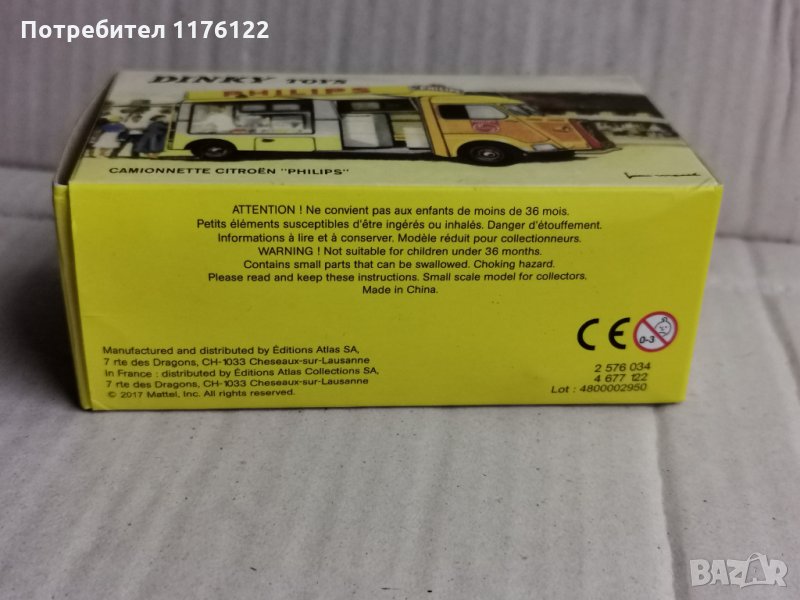 Потребител 1176122
DINKY TOYS
PHILIPS
PHILIPS
CAMIONNETTE CITROËN "PHILIPS"
ATTENTION ! Ne convient pas aux enfants de moins de 36 mois.
Petits éléments susceptibles d'être ingérés ou inhalés. Danger d'étouffement.
Informations à lire et à conserver. Modèle réduit pour collectionneurs.
WARNING ! Not suitable for children under 36 months.
Contains small parts that can be swallowed. Choking hazard.
Please read and keep these instructions. Small scale model for collectors.
Made in China.
CE
0-3
Manufactured and distributed by Éditions Atlas SA,
7 rte des Dragons, CH-1033 Cheseaux-sur-Lausanne
In France : distributed by Éditions Atlas Collections SA,
7 rte des Dragons, CH-1033 Cheseaux-sur-Lausanne
© 2017 Mattel, Inc. All rights reserved.
2 576 034
4 677 122
Lot : 4800002950
BAZAR